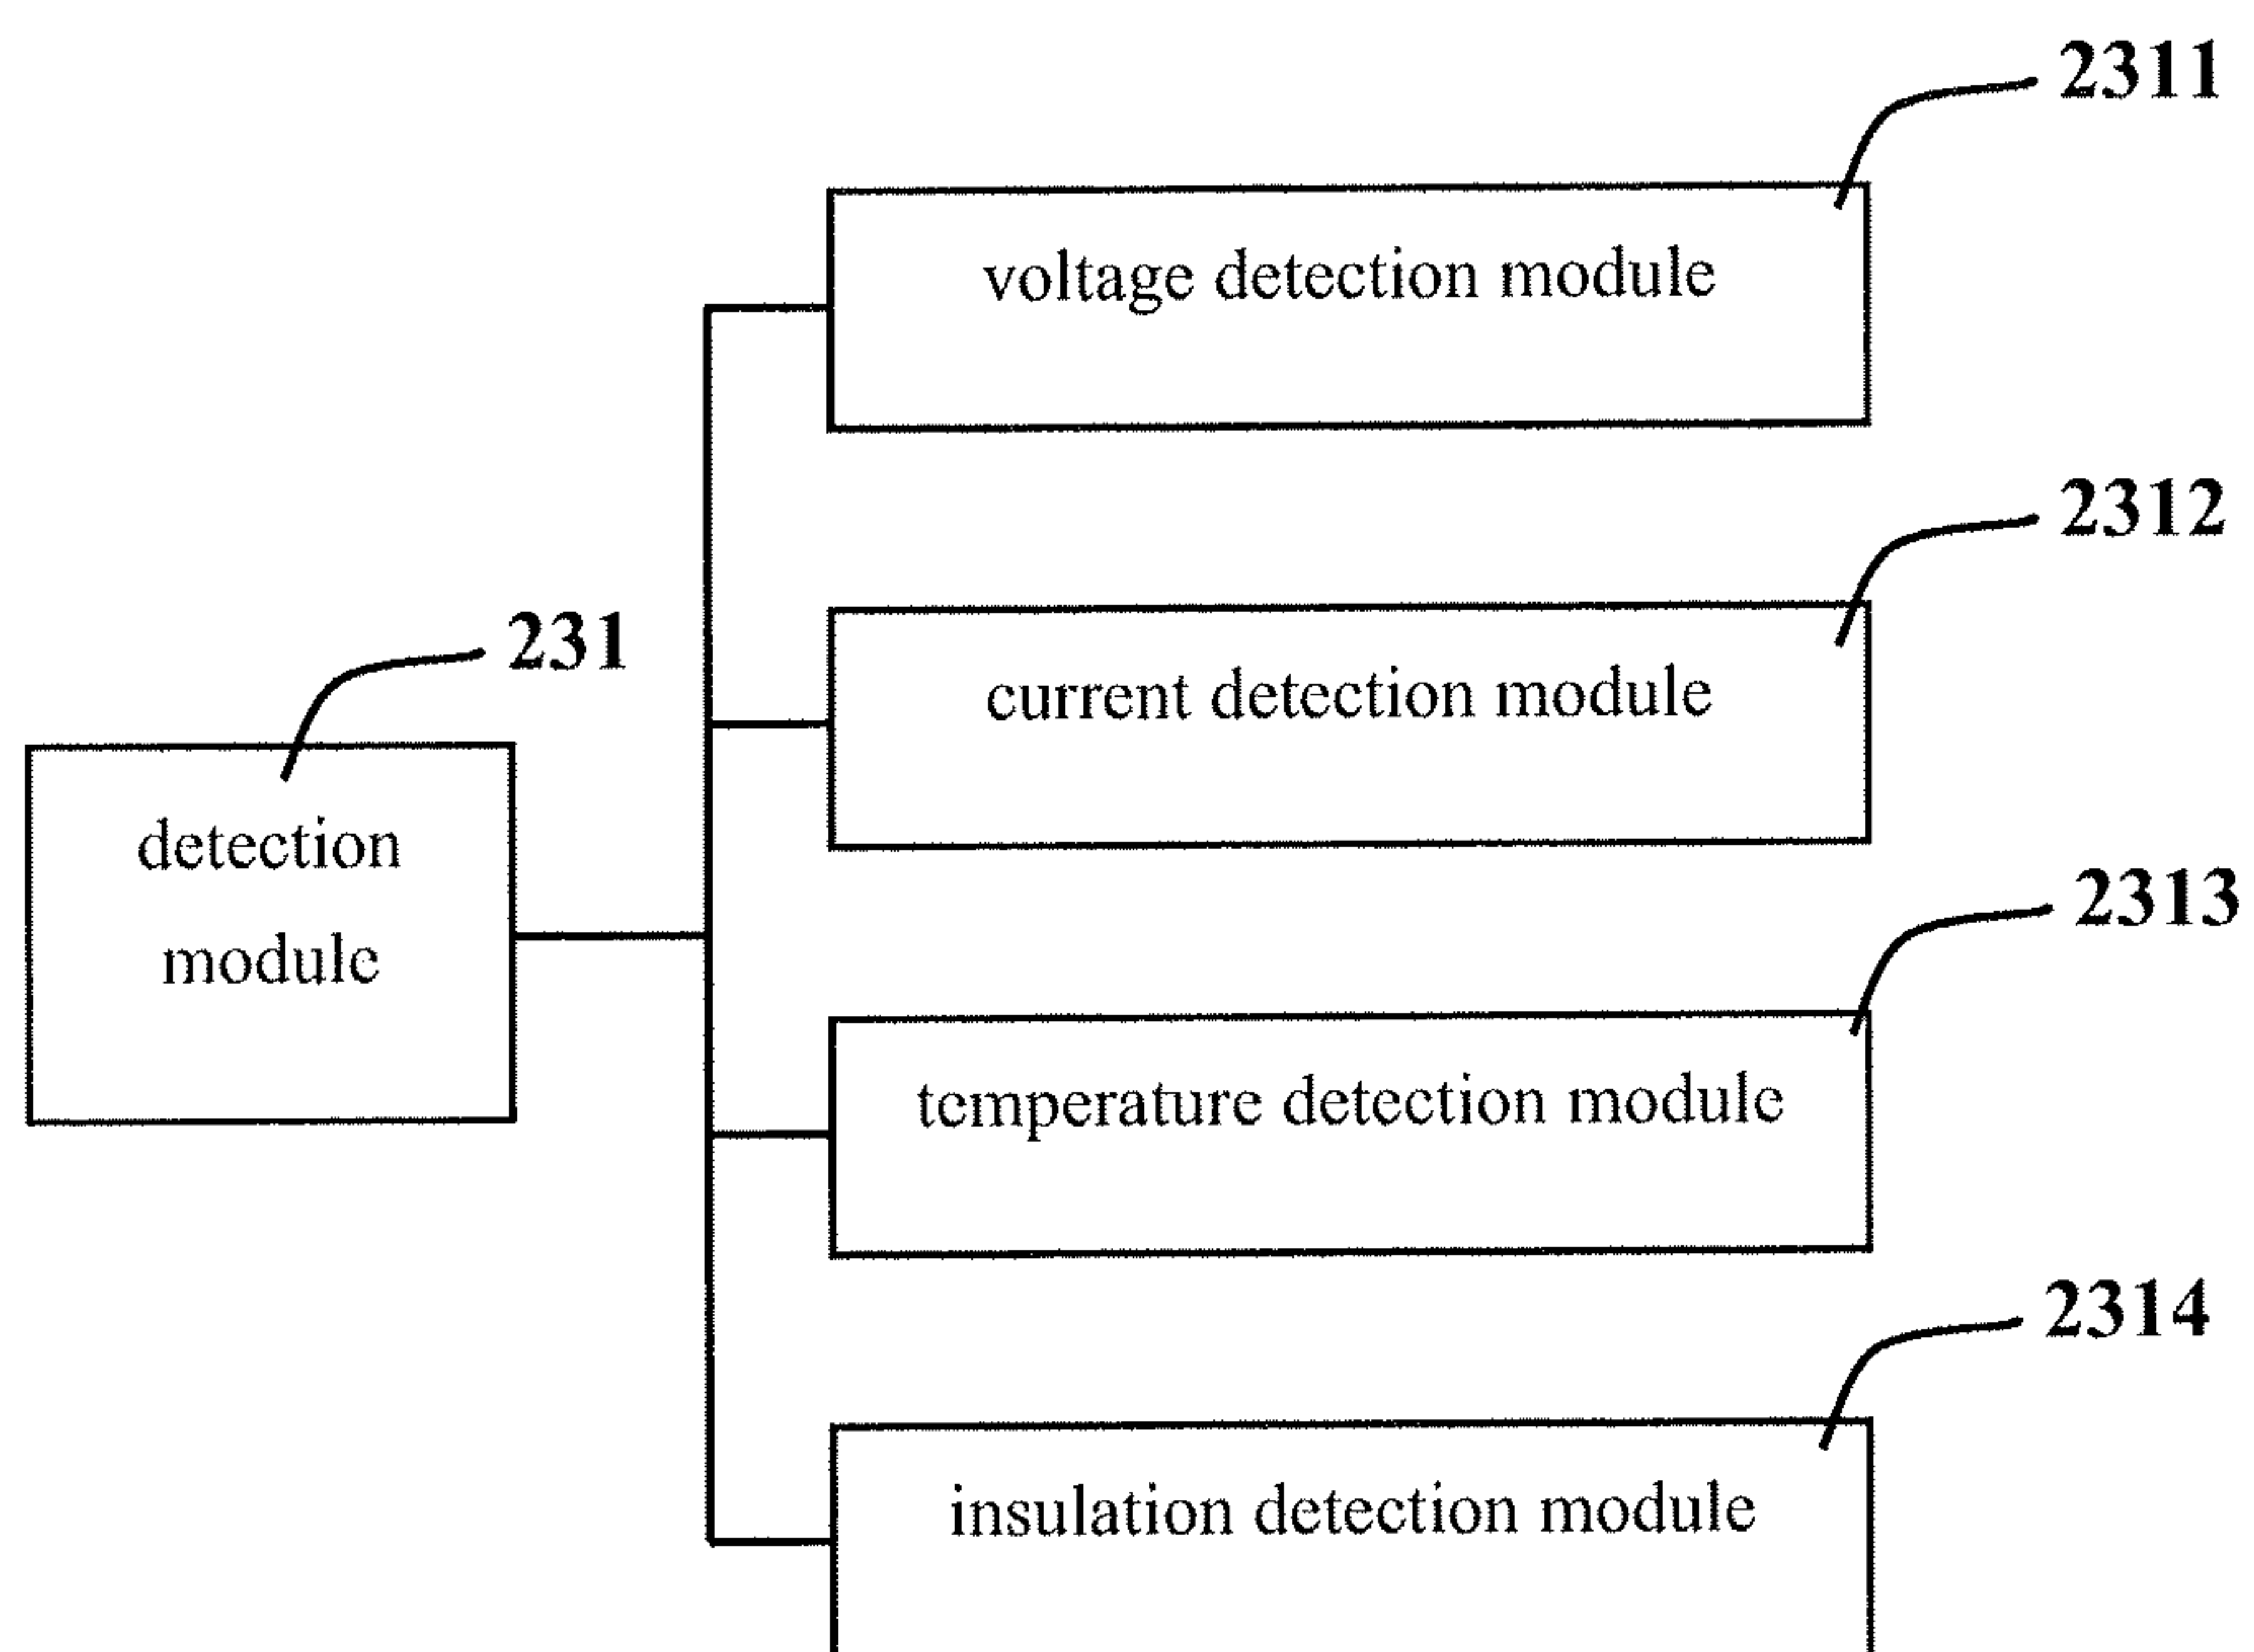 2311
voltage detection module
2312
current detection module
231
detection
module
2313
temperature detection module
2314
insulation detection module